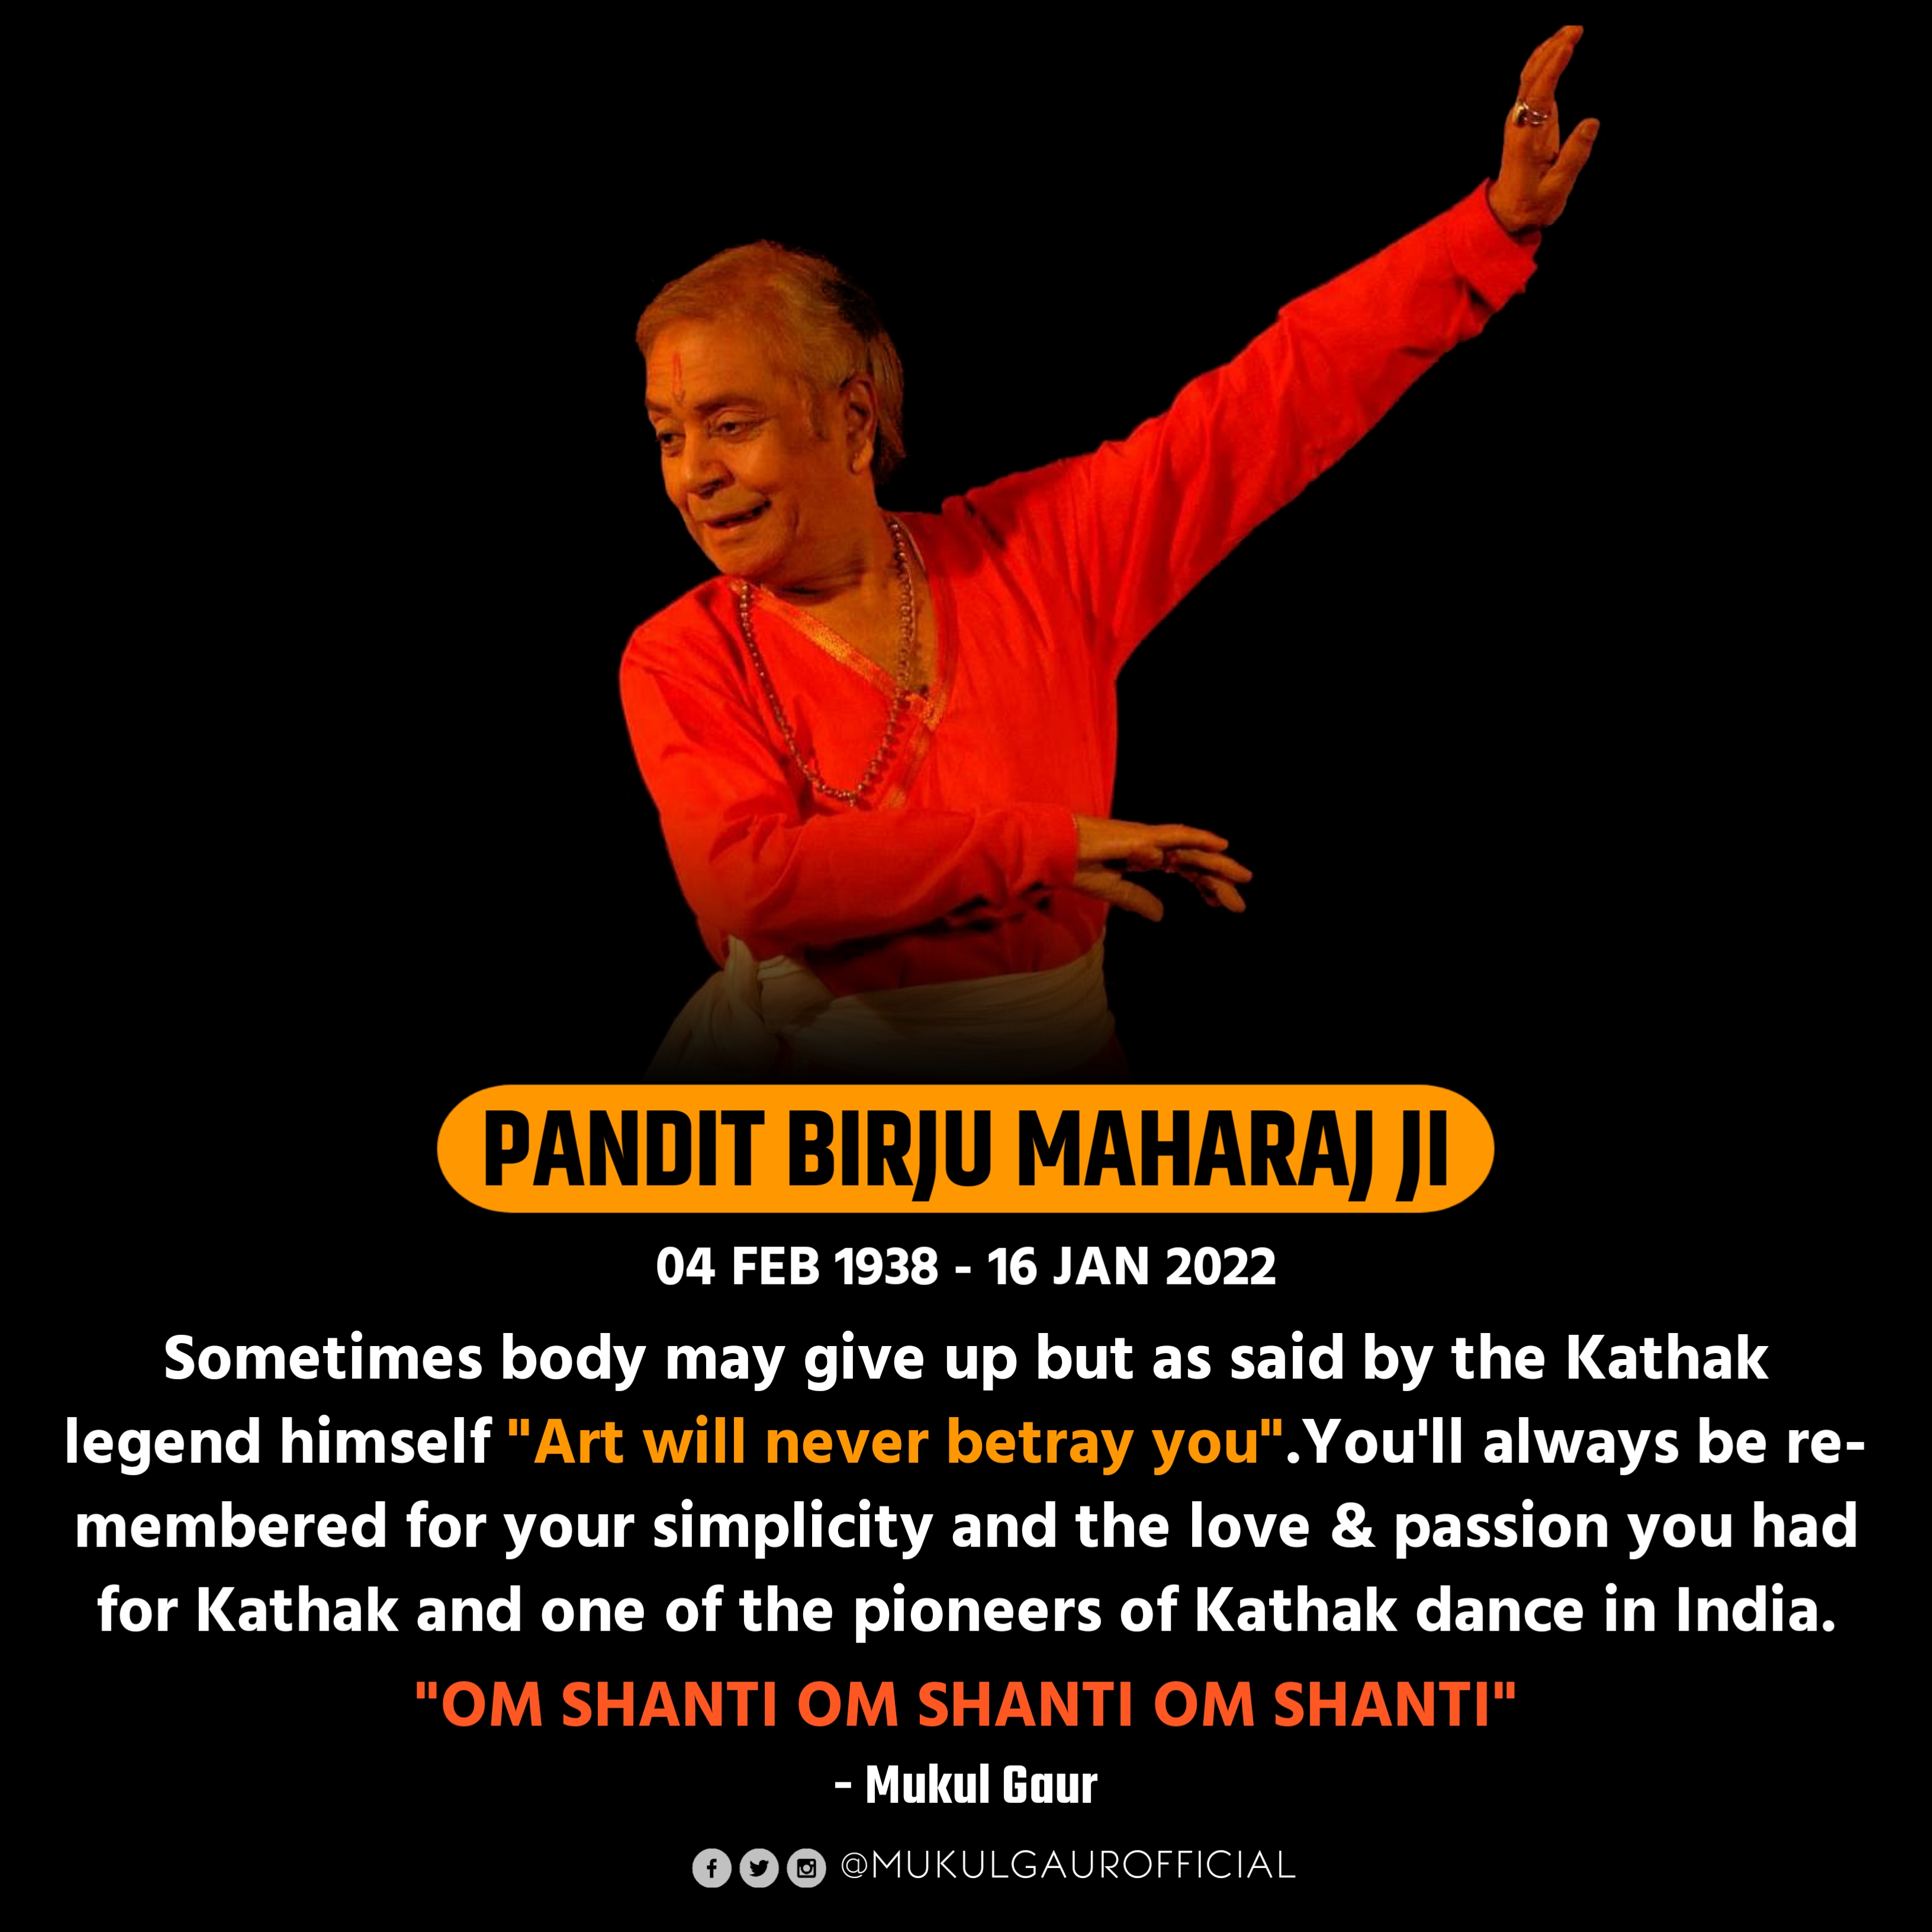 PANDIT BIRJU MAHARAJ JI
04 FEB 1938 - 16 JAN 2022
Sometimes body may give up but as said by the Kathak
legend himself "Art will never betray you".You'll always be re-
membered for your simplicity and the love & passion you had
for Kathak and one of the pioneers of Kathak dance in India.
"OM SHANTI OM SHANTI OM SHANTI"
- Mukul Gaur
@MUKULGAUROFFICIAL